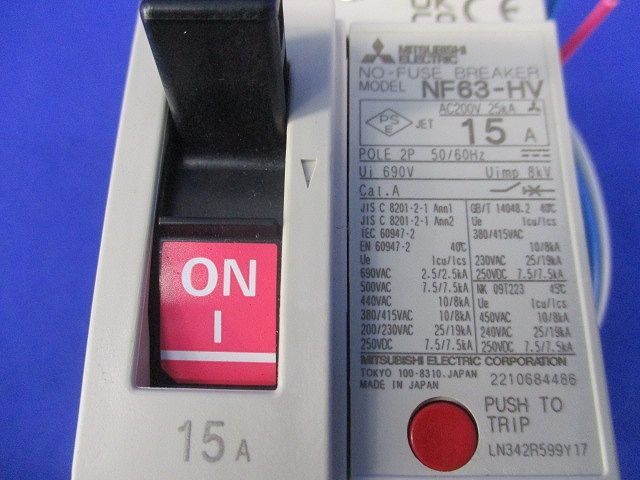 UK
CA CE
MITSUBISHI
ELECTRIC
NO-FUSE BREAKER
MODEL NF63-HV
AC200V 25kA
PS
E JET 15 A
POLE 2P 50/60Hz
Ui 690V Uimp 8kV
Cat.A
JIS C 8201-2-1 Ann1
JIS C 8201-2-1 Ann2
IEC 60947-2
EN 60947-2 40℃
Ue Icu/Ics
690VAC 2.5/2.5kA
500VAC 7.5/7.5kA
440VAC 10/8kA
380/415VAC 10/8kA
200/230VAC 25/19kA
250VDC 7.5/7.5kA
GB/T 14048.2 40℃
Ue Icu/Ics
380/415VAC
10/8kA
230VAC 25/19kA
250VDC 7.5/7.5kA
NK 09T223 45℃
Ue Icu/Ics
450VAC 10/8kA
240VAC 25/19kA
250VDC 7.5/7.5kA
MITSUBISHI ELECTRIC CORPORATION
TOKYO 100-8310, JAPAN
MADE IN JAPAN 2210684486
PUSH TO
TRIP
LN342R599Y17
ON
I
15 A